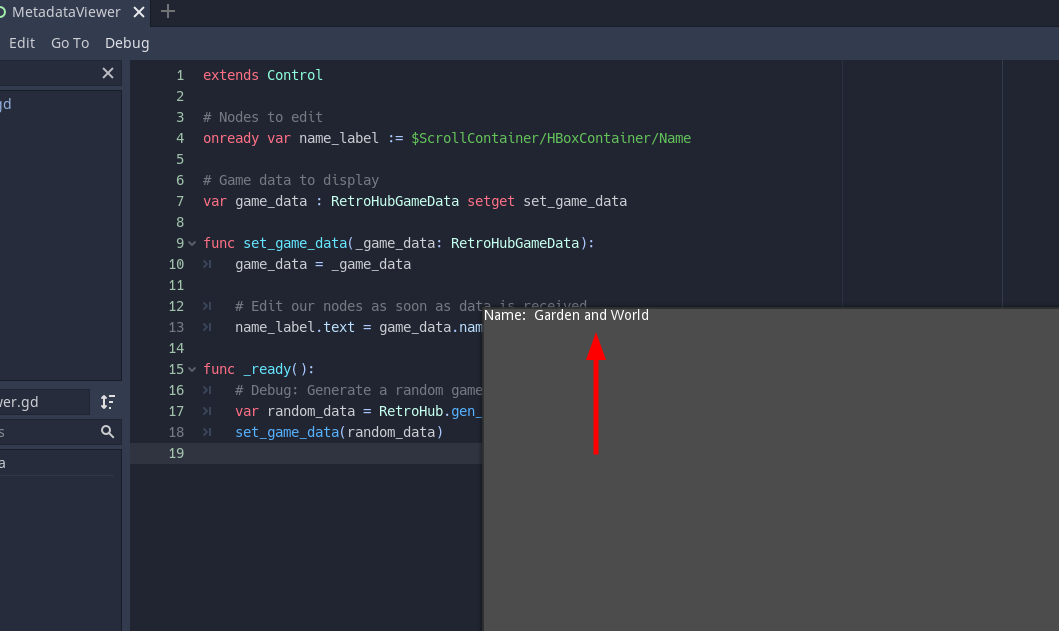 MetadataViewer
Edit Go To Debug
1 extends Control
2
3 # Nodes to edit
4 onready var name_label := $ScrollContainer/HBoxContainer/Name
5
6 # Game data to display
7 var game_data : RetroHubGameData setget set_game_data
8
9 func set_game_data(_game_data: RetroHubGameData):
10 game_data = _game_data
11
12 # Edit our nodes as soon as data is received
13 name_label.text = game_data.nam
14
15 func _ready():
16 # Debug: Generate a random game
17 var random_data = RetroHub.gen_
18 set_game_data(random_data)
19
Name: Garden and World
gd
ver.gd
s
a